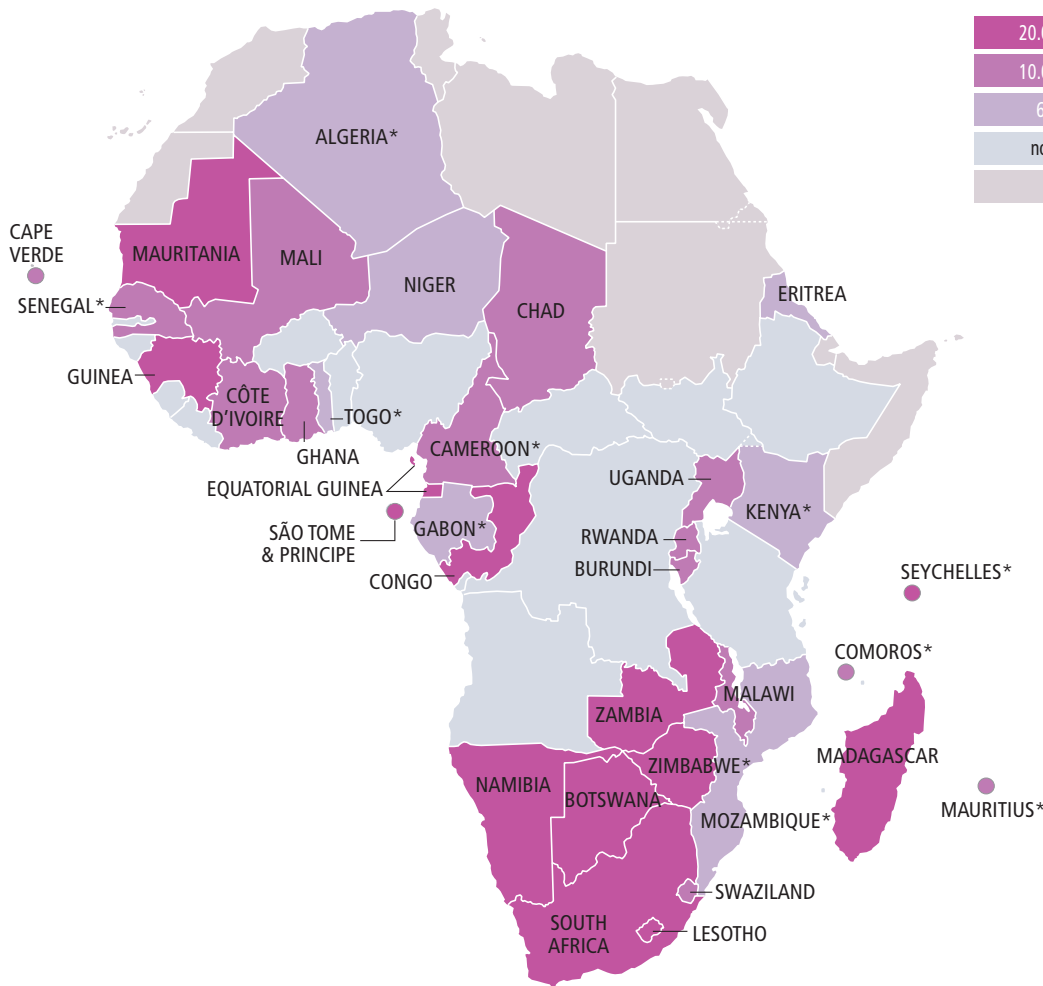 20.0
10.0
6
no
ALGERIA*
CAPE
VERDE
MAURITANIA
MALI
NIGER
CHAD
ERITREA
SENEGAL*
GUINEA
CÔTE
D'IVOIRE
TOGO*
GHANA
CAMEROON*
EQUATORIAL GUINEA
UGANDA
KENYA*
SÃO TOME
& PRINCIPE
GABON*
RWANDA
CONGO
BURUNDI
SEYCHELLES*
COMOROS*
MALAWI
ZAMBIA
MADAGASCAR
ZIMBABWE*
NAMIBIA
BOTSWANA
MAURITIUS*
MOZAMBIQUE*
SWAZILAND
SOUTH
AFRICA
LESOTHO